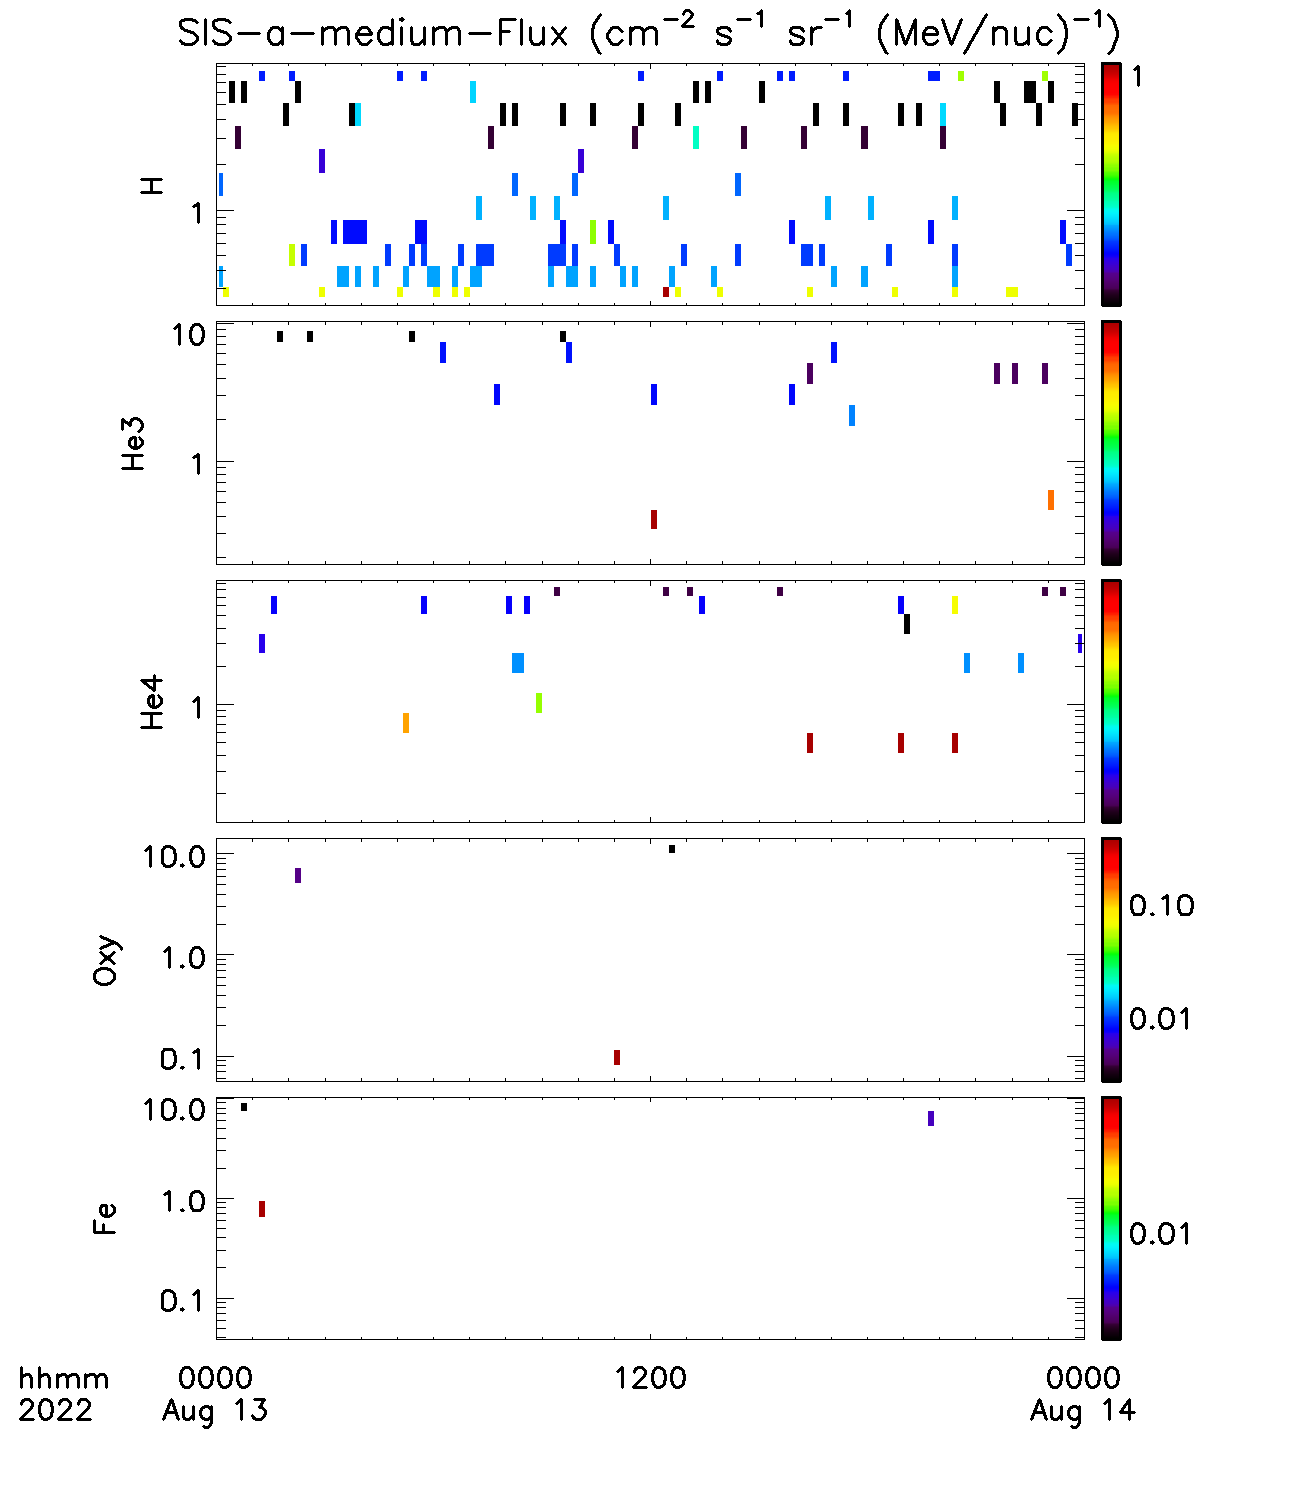 SIS-a-medium-Flux (cm⁻² s⁻¹ sr⁻¹ (MeV/nuc)⁻¹)
H
1
1
He3
10
1
He4
1
Oxy
10.0
1.0
0.1
0.10
0.01
Fe
10.0
1.0
0.1
0.01
hhmm 0000 1200 0000
2022 Aug 13 Aug 14